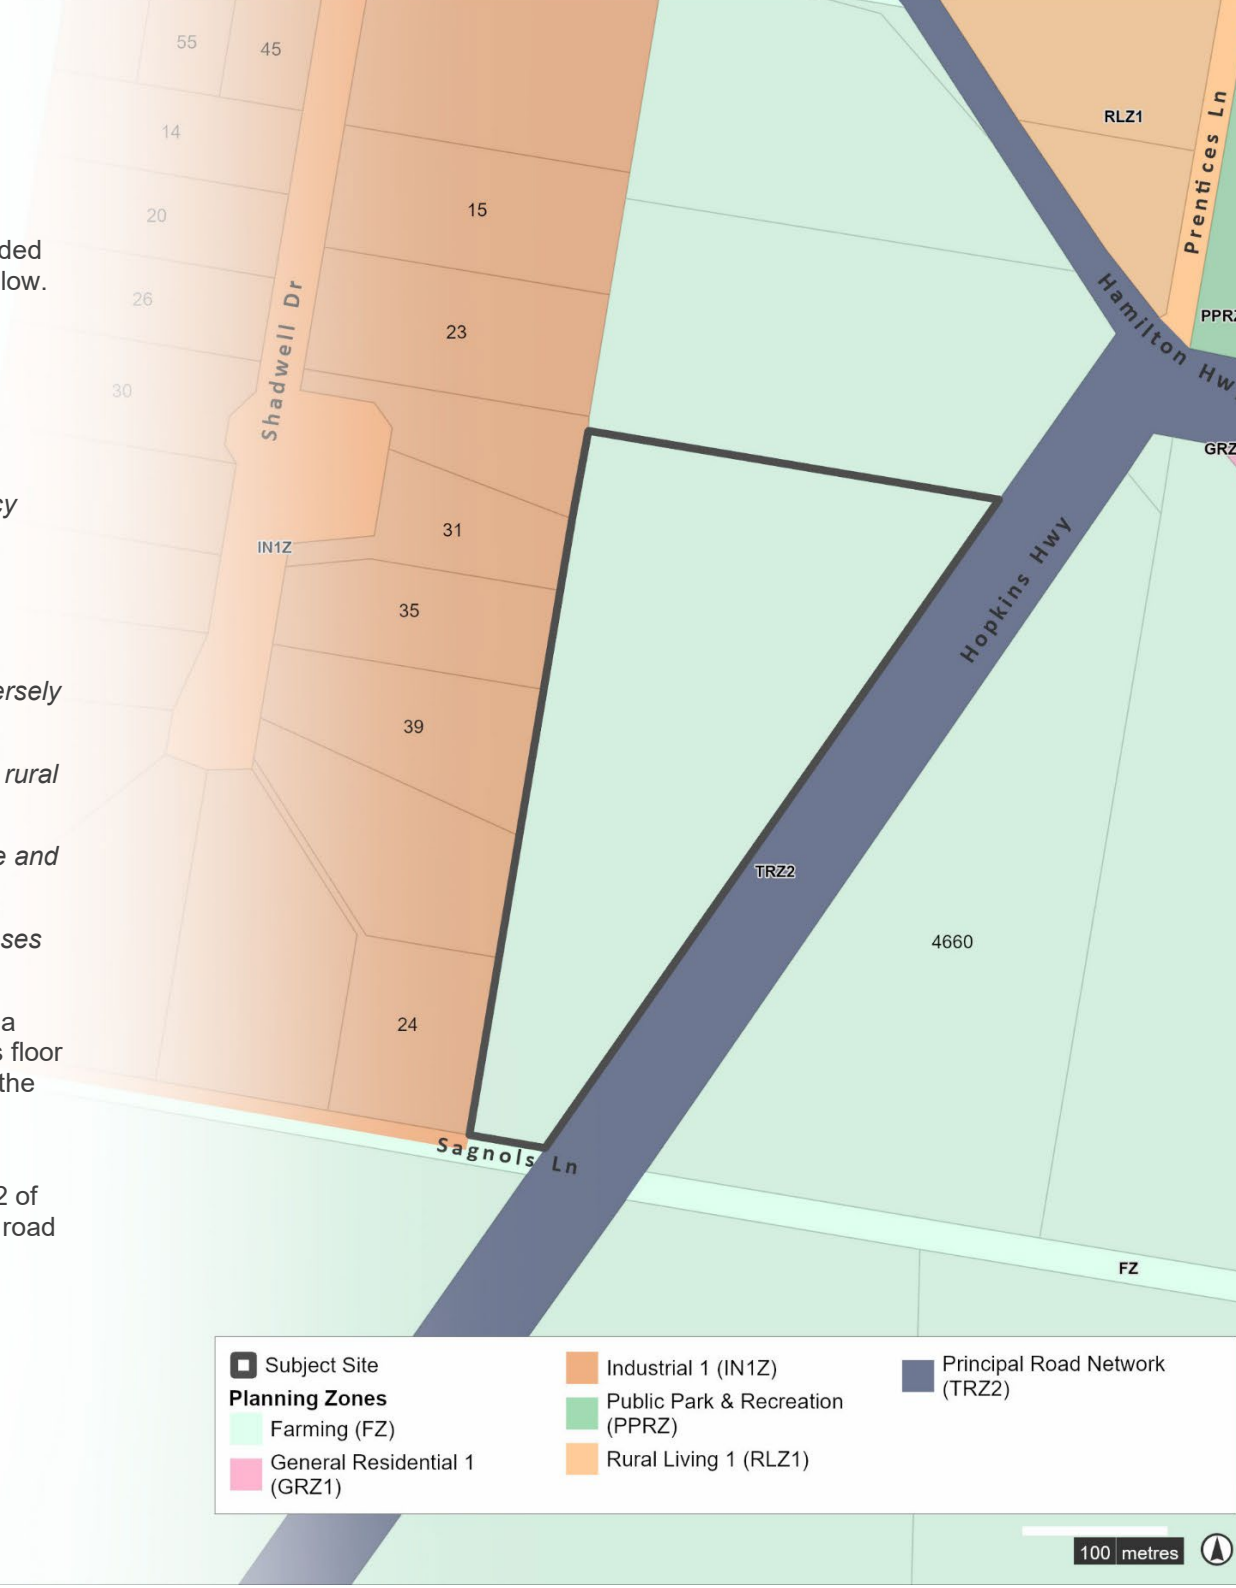 55
45
14
20
26
30
15
23
31
35
39
24
4660
Shadwell Dr
IN1Z
RLZ1
Prentices Ln
PPRZ
Hamilton Hwy
GRZ
Hopkins Hwy
TRZ2
Sagnols Ln
FZ
ded
low.
cy
ersely
rural
e and
ses
a
s floor
the
2 of
road
Subject Site
Planning Zones
Farming (FZ)
General Residential 1
(GRZ1)
Industrial 1 (IN1Z)
Public Park & Recreation
(PPRZ)
Rural Living 1 (RLZ1)
Principal Road Network
(TRZ2)
100 metres